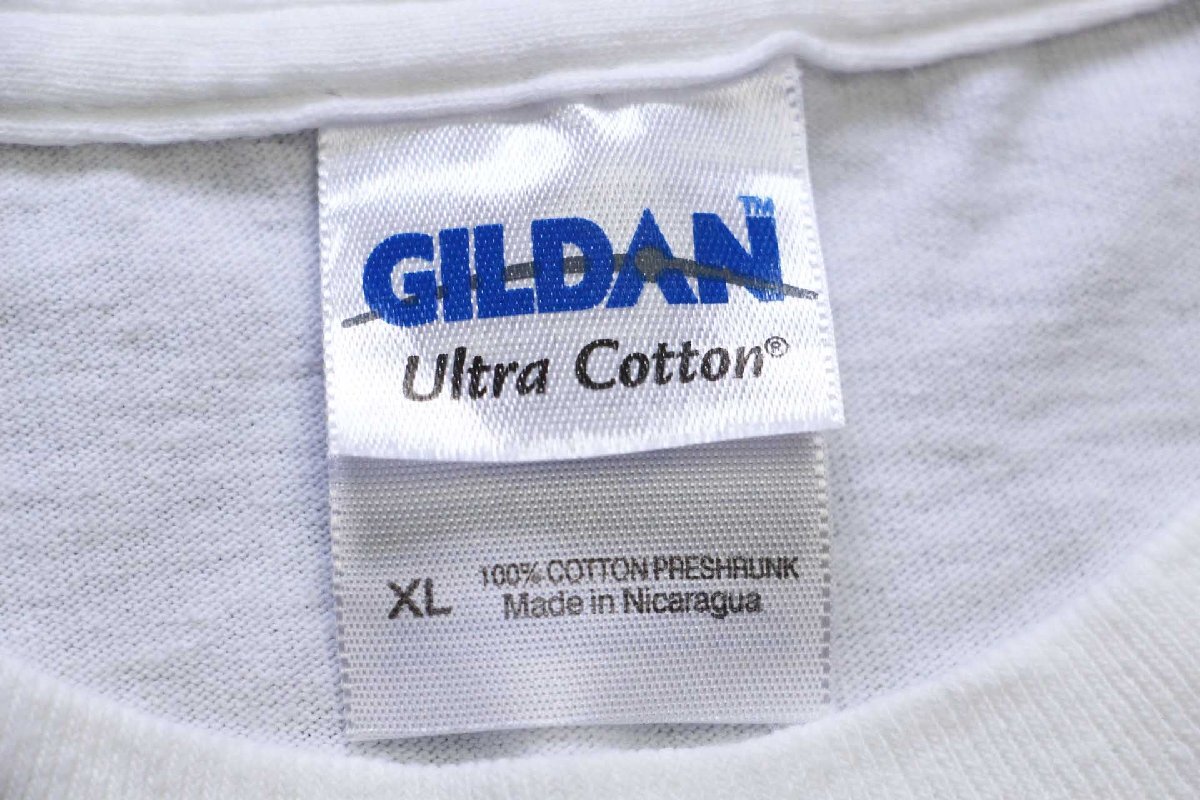 GILDAN™
Ultra Cotton®
XL 100% COTTON PRESHRUNK
Made in Nicaragua